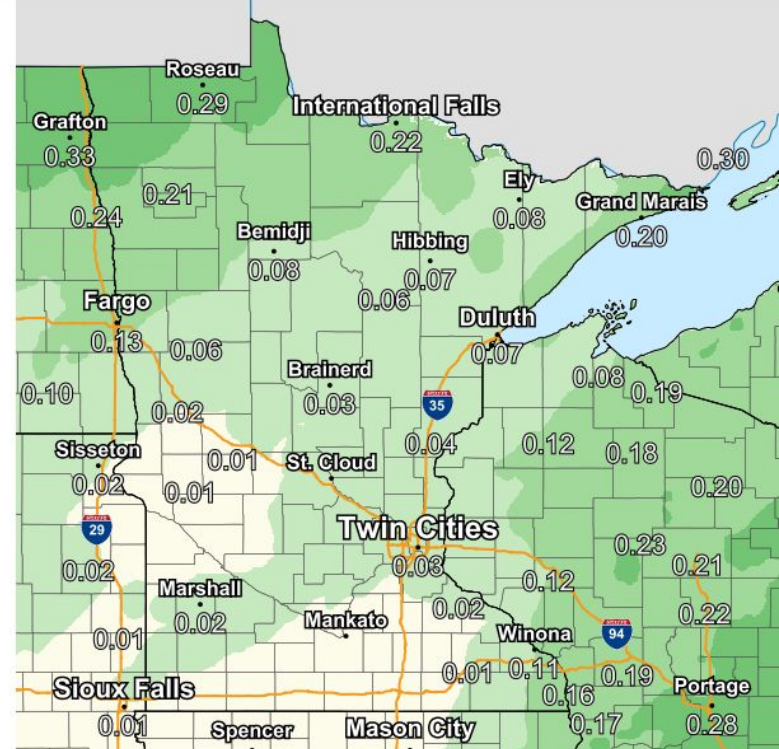 Roseau
0.29
International Falls
0.22
Grafton
0.33
0.30
Ely
0.08
0.21
Grand Marais
0.20
0.24
Bemidji
0.08
Hibbing
0.07
0.06
Fargo
0.13
Duluth
0.07
0.06
Brainerd
0.03
0.08
0.19
0.10
0.02
INTERSTATE
35
Sisseton
0.02
0.01
St. Cloud
0.04
0.12
0.18
0.01
0.20
INTERSTATE
29
Twin Cities
0.03
0.23
0.21
0.02
0.12
Marshall
0.02
0.02
0.22
Mankato
0.01
Winona
INTERSTATE
94
0.01
0.11
0.19
Sioux Falls
0.01
0.16
Portage
0.28
Spencer
Mason City
0.17